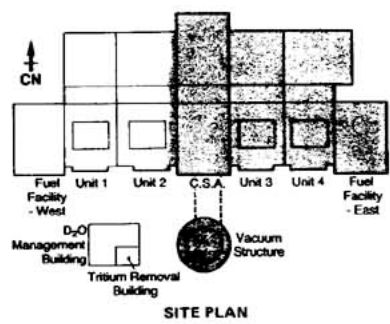 CN
Fuel
Facility
- West
Unit 1
Unit 2
C.S.A.
Unit 3
Unit 4
Fuel
Facility
- East
D₂O
Management
Building
Tritium Removal
Building
Vacuum
Structure
SITE PLAN